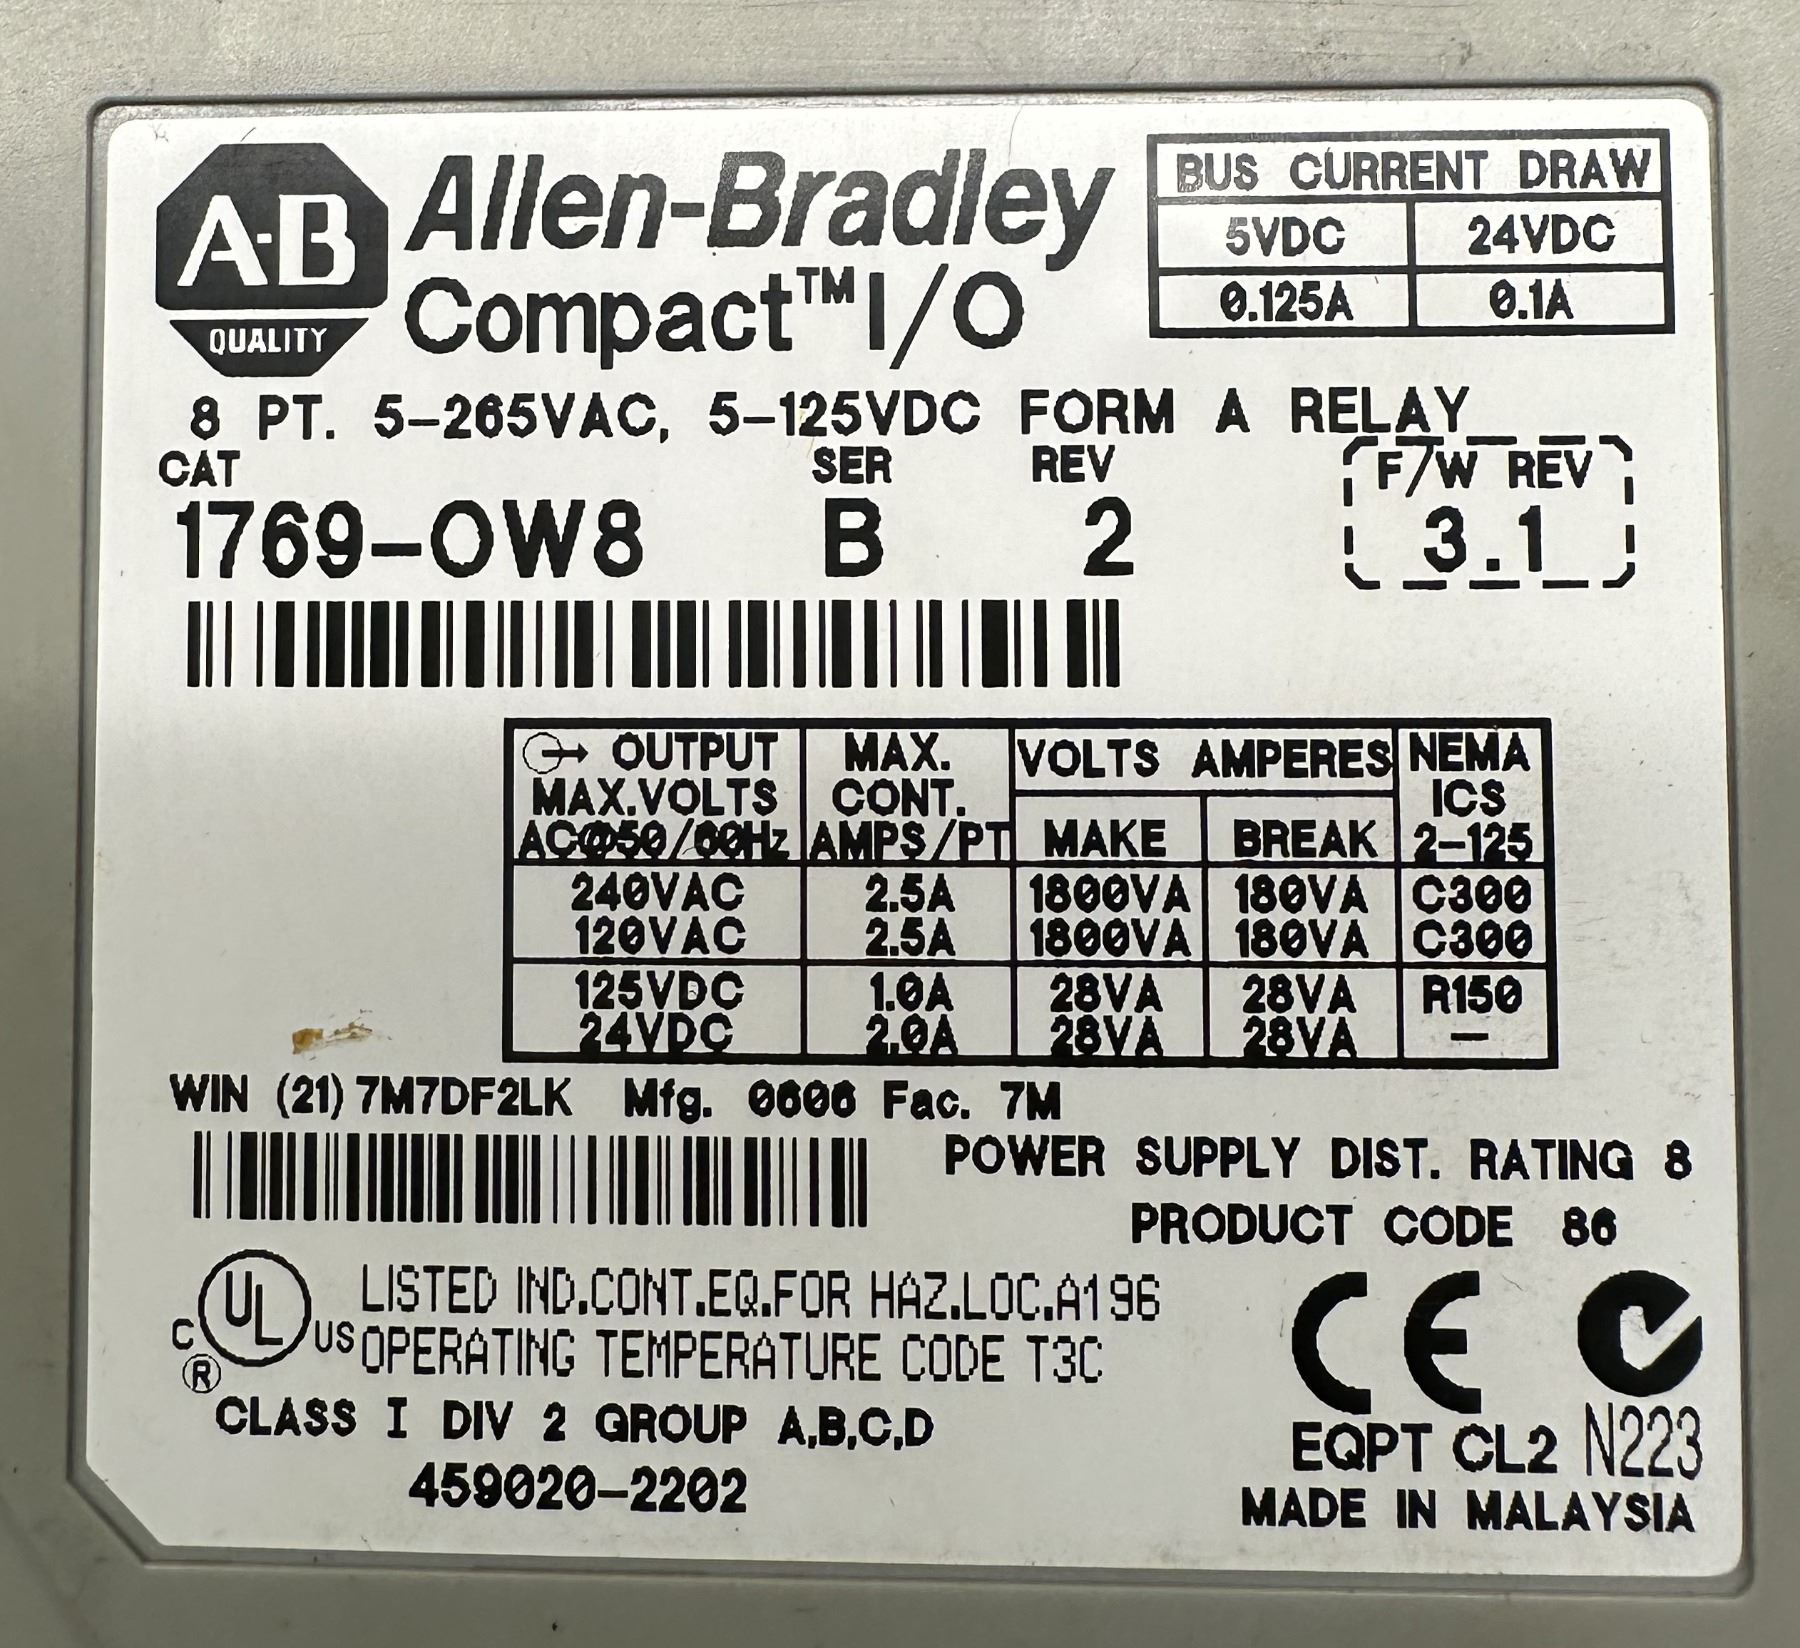 A-B
QUALITY
Allen-Bradley
Compact™ I/O
BUS CURRENT DRAW
5VDC 24VDC
0.125A 0.1A
8 PT. 5-265VAC, 5-125VDC FORM A RELAY
CAT SER REV F/W REV
1769-OW8 B 2 3.1
OUTPUT MAX. VOLTS AMPERES NEMA
MAX.VOLTS CONT. ICS
AC@50/60Hz AMPS/PT MAKE BREAK 2-125
240VAC 2.5A 1800VA 180VA C300
120VAC 2.5A 1800VA 180VA C300
125VDC 1.0A 28VA 28VA R150
24VDC 2.0A 28VA 28VA —
WIN (21) 7M7DF2LK Mfg. 0606 Fac. 7M
POWER SUPPLY DIST. RATING 8
PRODUCT CODE 86
C UL US ® LISTED IND.CONT.EQ.FOR HAZ.LOC.A196
OPERATING TEMPERATURE CODE T3C
CLASS I DIV 2 GROUP A,B,C,D
459020-2202
CE
EQPT CL2 N223
MADE IN MALAYSIA